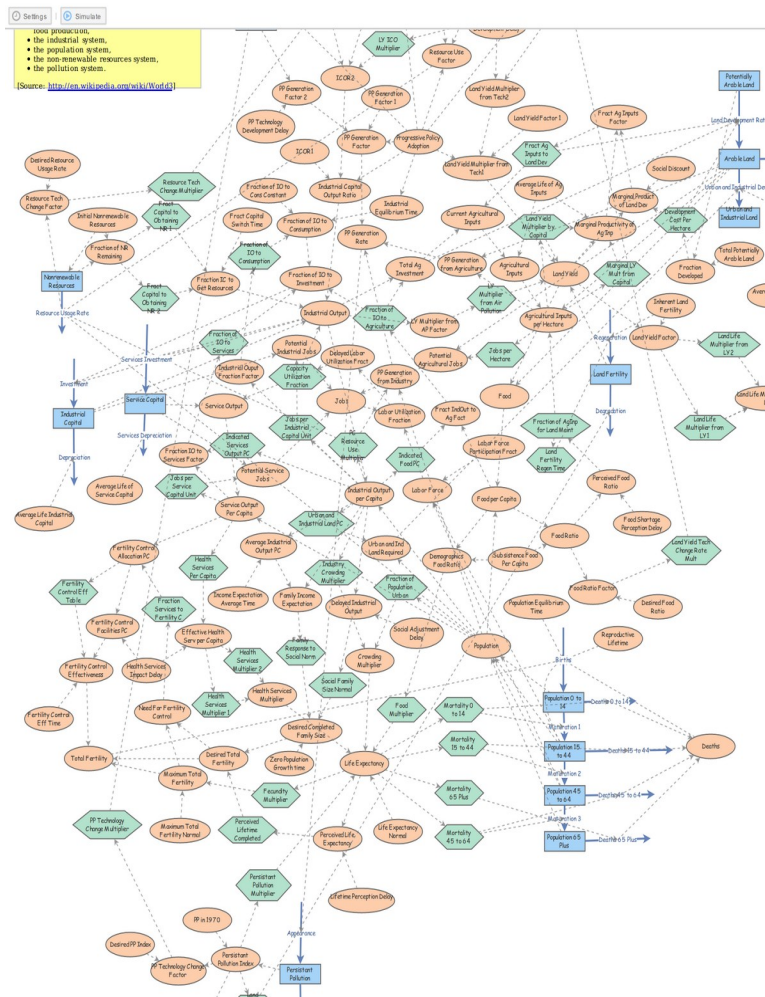 Settings
Simulate
food production,
• the industrial system,
• the population system,
• the non-renewable resources system,
• the pollution system.
[Source: http://en.wikipedia.org/wiki/World3]
LY ICO
Multiplier
Resource Use
Factor
ICOR2
PP Generation
Factor 2
PP Generation
Factor 1
Land Yield Multiplier
from Tech2
Potentially
Arable Land
PP Technology
Development Delay
PP Generation
Factor
Progressive Policy
Adoption
Land Yield Factor 1
Fract Ag Inputs
Factor
Land Development Rat
ICOR1
Fract Ag
Inputs to
Land Dev
Arable Land
Desired Resource
Usage Rate
Land Yield Multiplier from
Tech1
Social Discount
Resource Tech
Change Multiplier
Fraction of IO to
Cons Constant
Industrial Capital
Output Ratio
Average Life of Ag
Inputs
Marginal Product
of Land Dev
Urban and Industrial De
Resource Tech
Change Factor
Industrial
Equilibrium Time
Initial Nonrenewable
Resources
Fract
Capital to
Obtaining
NR 1
Fract Capital
Switch Time
Fraction of IO to
Consumption
Current Agricultural
Inputs
Land Yield
Multiplier by
Capital
Marginal Productivity of
Ag Inp
Development
Cost Per
Hectare
Urban and
Industrial Land
PP Generation
Rate
Fraction of NR
Remaining
Fraction of
IO to
Consumption
Total Potentially
Arable Land
Nonrenewable
Resources
Fraction IC to
Get Resources
Fraction of IO to
Investment
Total Ag
Investment
PP Generation
from Agriculture
Agricultural
Inputs
Land Yield
Marginal LY
Mult from
Capital
Fraction
Developed
Fract
Capital to
Obtaining
NR 2
LY
Multiplier
from Air
Pollution
Resource Usage Rate
Industrial Output
Fraction of
IO to
Agriculture
LY Multiplier from
AP Factor
Agricultural Inputs
per Hectare
Inherent Land
Fertility
Land Yield Factor
Land Life
Multiplier from
LY 2
Services Investment
Fraction of
IO to
Services
Potential
Industrial Jobs
Delayed Labor
Utilization Fract
Potential
Agricultural Jobs
Jobs per
Hectare
Regeneration
Investment
Industrial Ouput
Fraction Factor
Capacity
Utilization
Fraction
PP Generation
from Industry
Land Fertility
Service Capital
Service Output
Jobs
Food
Industrial
Capital
Labor Utilization
Fraction
Fract IndOut to
Ag Fact
Degradation
Fraction of AgInp
for Land Maint
Land Life
Multiplier from
LY1
Services Depreciation
Jobs per
Industrial
Capital Unit
PC
Resource
Use
Multiplier
Indicated
Services
Output PC
Indicated
Food PC
Labor Force
Participation Fract
Land
Fertility
Regen Time
Depreciation
Fraction IO to
Services Factor
Potential Service
Jobs
Jobs per
Service
Capital Unit
Average Life of
Service Capital
Industrial Output
per Capita
Labor Force
Food per Capita
Perceived Food
Ratio
Average Life Industrial
Capital
Service Output
Per Capita
Urban and
Industrial Land PC
Food Shortage
Perception Delay
Fertility Control
Allocation PC
Average Industrial
Output PC
Urban and Ind
Land Required
Food Ratio
Land Yield Tech
Change Rate
Mult
Health
Services
Per Capita
Industry
Crowding
Multiplier
Demographics
Food Ratio
Subsistance Food
Per Capita
Fertility
Control Eff
Table
Fraction
Services to
Fertility C
Income Expectation
Average Time
Family Income
Expectation
Delayed Industrial
Output
Fraction of
Population
Urban
Food Ratio Factor
Population Equilibrium
Time
Desired Food
Ratio
Fertility Control
Facilities PC
Effective Health
Serv per Capita
Social Adjustment
Delay
Population
Reproductive
Lifetime
Fertility Control
Effectiveness
Health Services
Impact Delay
Health
Services
Multiplier 2
Family
Response to
Social Norm
Crowding
Multiplier
Births
Social Family
Size Normal
Fertility Control
Eff Time
Need For Fertility
Control
Health
Services
Multiplier 1
Health Services
Multiplier
Food
Multiplier
Mortality 0
to 14
Population 0 to
14
Deaths 0 to 14
Maturation 1
Total Fertility
Desired Total
Fertility
Desired Completed
Family Size
Mortality
15 to 44
Population 15
to 44
Deaths 15 to 44
Deaths
Zero Population
Growth time
Life Expectancy
Maturation 2
Maximum Total
Fertility
Fecundity
Multiplier
Mortality
65 Plus
Population 45
to 64
Deaths 45 to 64
PP Technology
Change Multiplier
Maximum Total
Fertility Normal
Perceived
Lifetime
Completed
Perceived Life
Expectancy
Life Expectancy
Normal
Mortality
45 to 64
Maturation 3
Population 65
Plus
Deaths 65 Plus
Persistant
Pollution
Multiplier
Lifetime Perception Delay
PP in 1970
Appearance
Desired PP Index
PP Technology Change
Factor
Persistant
Pollution Index
Persistant
Pollution